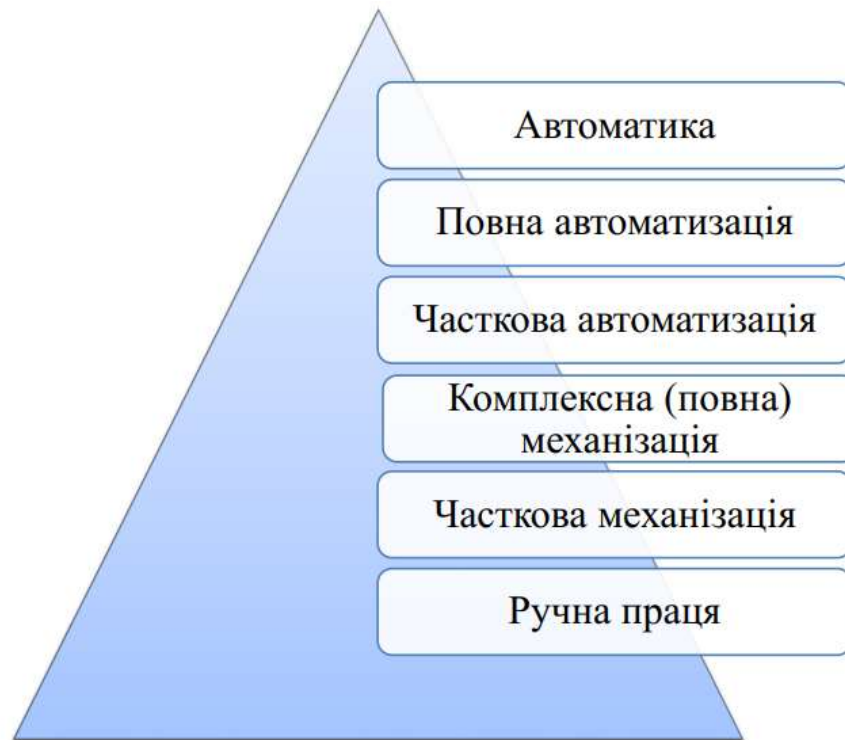 Автоматика
Повна автоматизація
Часткова автоматизація
Комплексна (повна)
механізація
Часткова механізація
Ручна праця